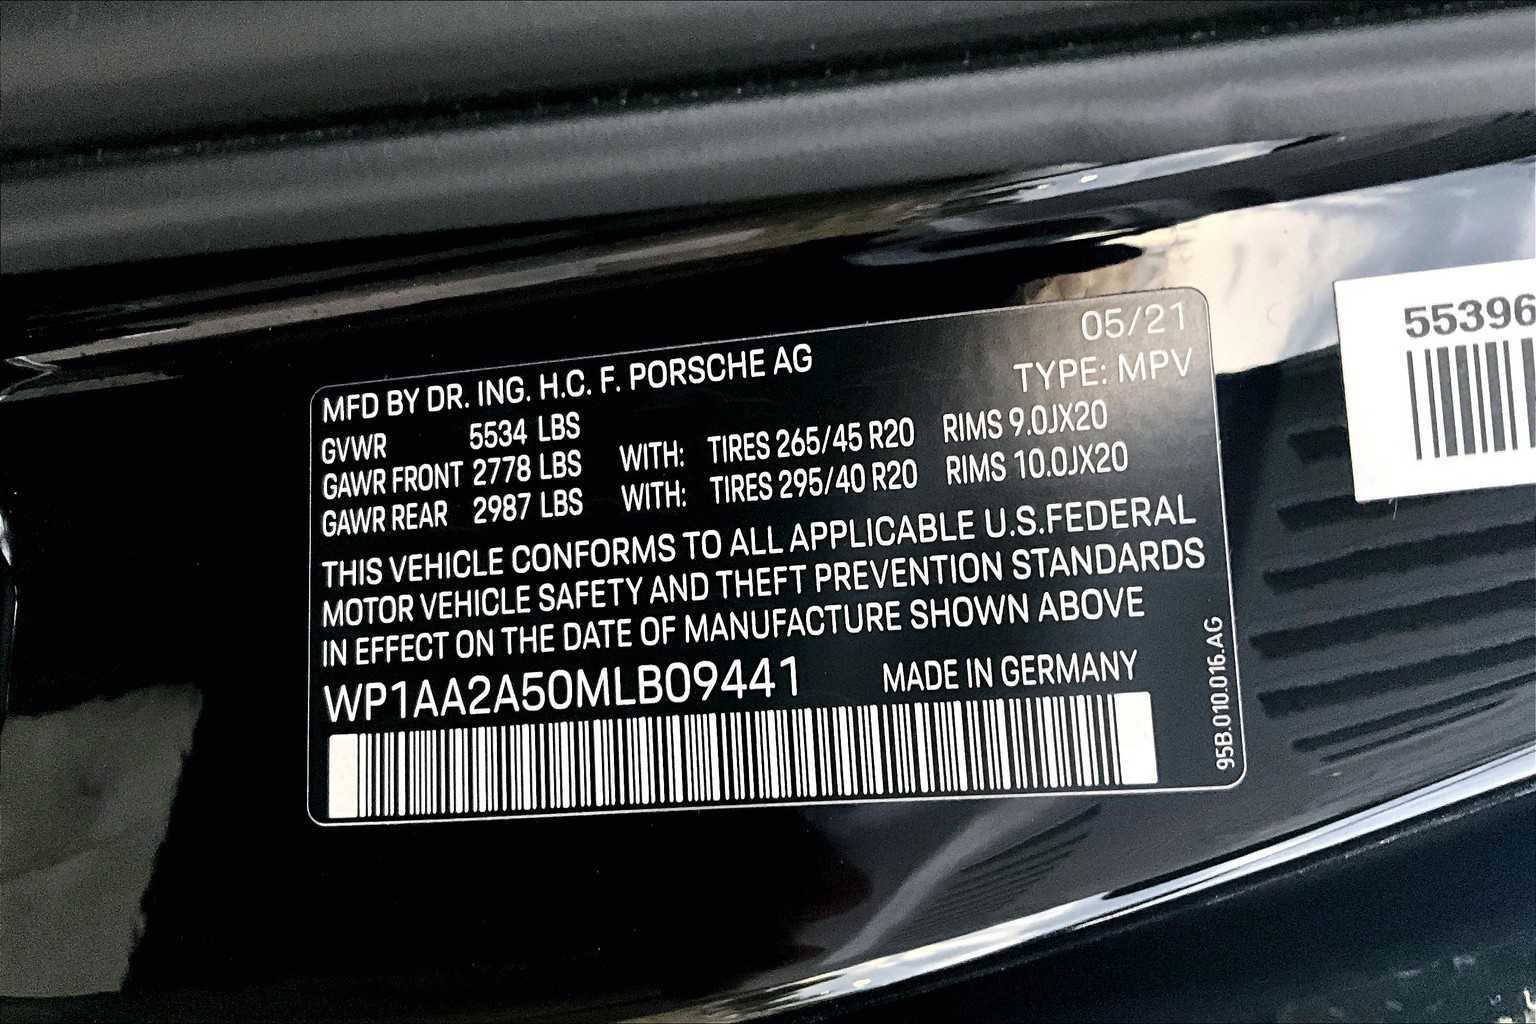 05/21
MFD BY DR. ING. H.C. F. PORSCHE AG TYPE: MPV
GVWR 5534 LBS
GAWR FRONT 2778 LBS WITH: TIRES 265/45 R20 RIMS 9.0JX20
GAWR REAR 2987 LBS WITH: TIRES 295/40 R20 RIMS 10.0JX20
THIS VEHICLE CONFORMS TO ALL APPLICABLE U.S.FEDERAL
MOTOR VEHICLE SAFETY AND THEFT PREVENTION STANDARDS
IN EFFECT ON THE DATE OF MANUFACTURE SHOWN ABOVE
WP1AA2A50MLB09441 MADE IN GERMANY
95B.010.016.AG
55396